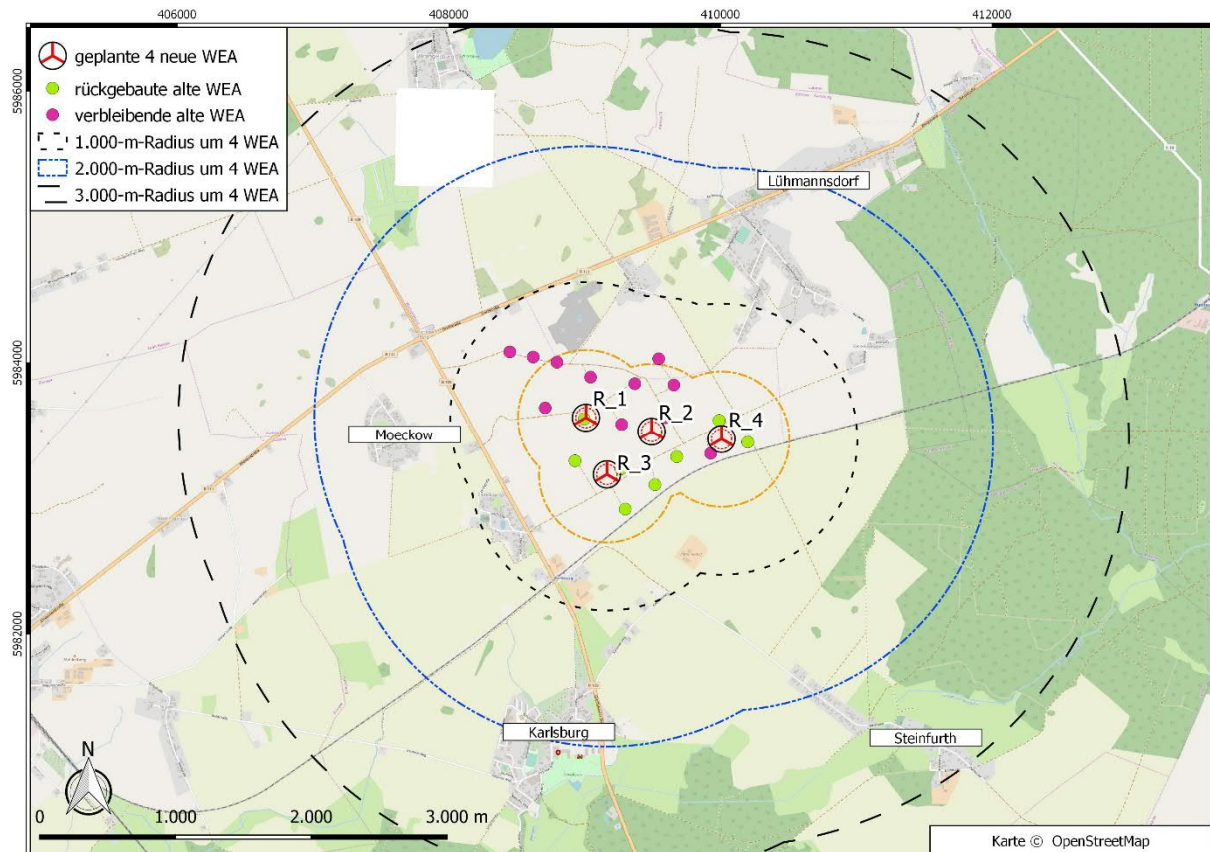 406000
408000
410000
412000
5986000
5984000
5982000
geplante 4 neue WEA
rückgebaute alte WEA
verbleibende alte WEA
1.000-m-Radius um 4 WEA
2.000-m-Radius um 4 WEA
3.000-m-Radius um 4 WEA
Lühmannsdorf
Moeckow
R_1
R_2
R_4
R_3
Karlsburg
Steinfurth
N
0 1.000 2.000 3.000 m
Karte © OpenStreetMap